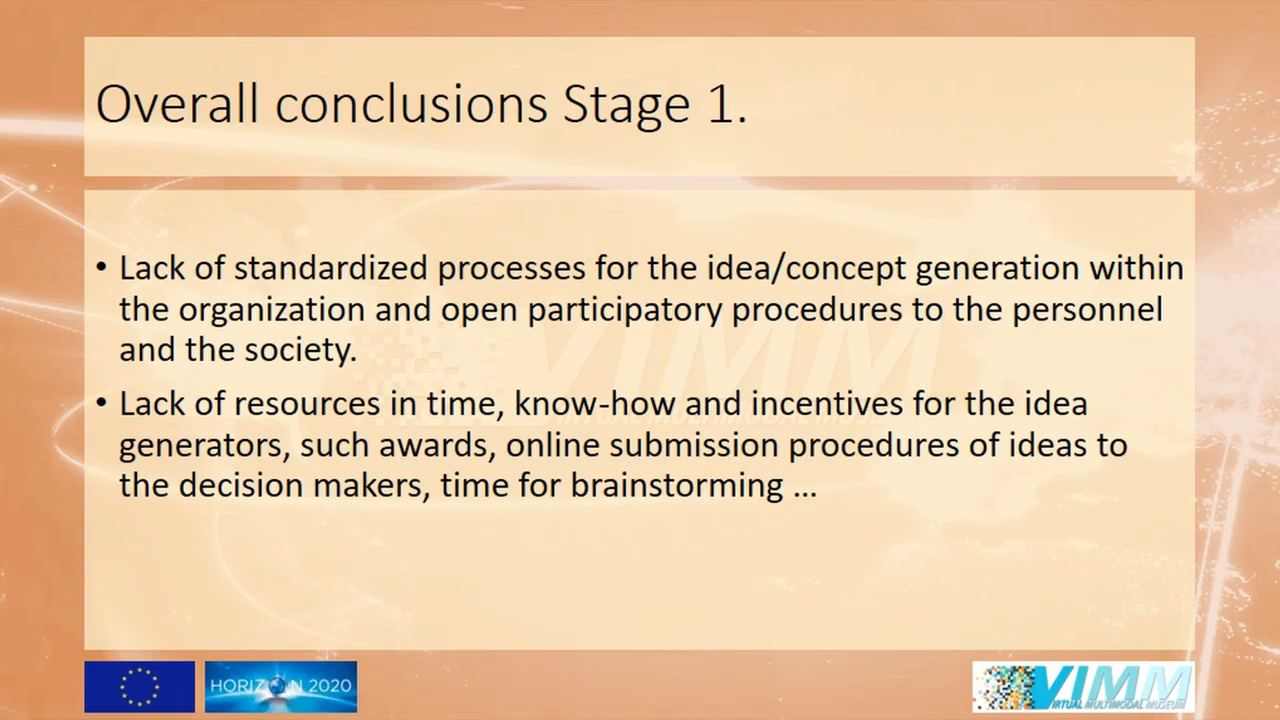 Overall conclusions Stage 1.
• Lack of standardized processes for the idea/concept generation within
the organization and open participatory procedures to the personnel
and the society.
• Lack of resources in time, know-how and incentives for the idea
generators, such awards, online submission procedures of ideas to
the decision makers, time for brainstorming ...
HORIZON 2020
VIMM
VIRTUAL MULTIMODAL MUSEUM